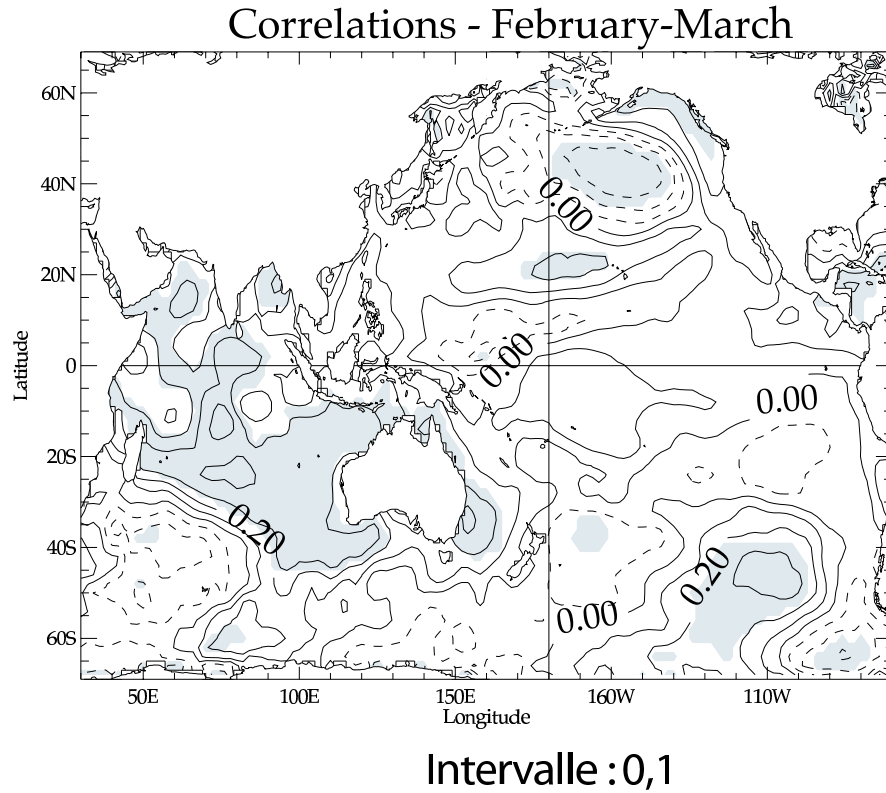 Correlations - February-March
60N
0.00
40N
20N
0.00
Latitude
0
0.00
20S
0.20
40S
0.20
0.00
60S
50E 100E 150E 160W 110W
Longitude
Intervalle : 0,1